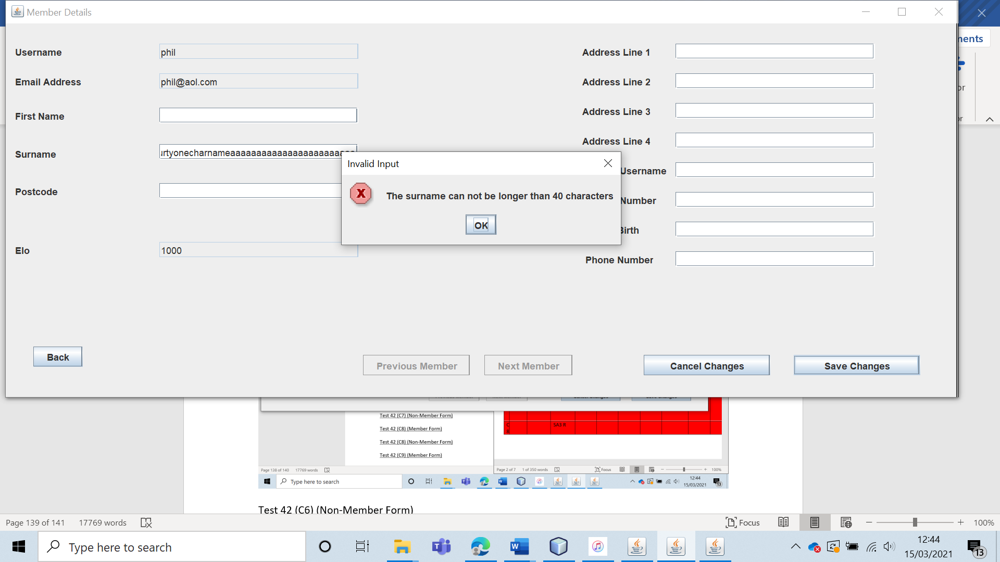 Member Details
Username
phil
Email Address
phil@aol.com
First Name
Surname
Postcode
Elo
1000
Address Line 1
Address Line 2
Address Line 3
Address Line 4
Username
Number
Birth
Phone Number
Invalid Input
The surname can not be longer than 40 characters
OK
Back
Previous Member
Next Member
Cancel Changes
Save Changes
Test 42 (C7) (Non-Member Form)
Test 42 (C8) (Member Form)
Test 42 (C8) (Non-Member Form)
Test 42 (C9) (Member Form)
SA3 R
Page 138 of 140 17769 words
Page 2 of 7 1 of 350 words Focus 100%
Type here to search
12:44
15/03/2021
13
Test 42 (C6) (Non-Member Form)
Page 139 of 141 17769 words Focus 100%
Type here to search
12:44
15/03/2021
13